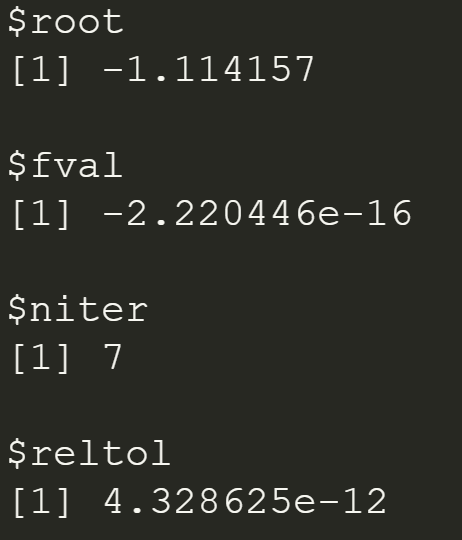 $root
[1] -1.114157
$fval
[1] -2.220446e-16
$niter
[1] 7
$reltol
[1] 4.328625e-12